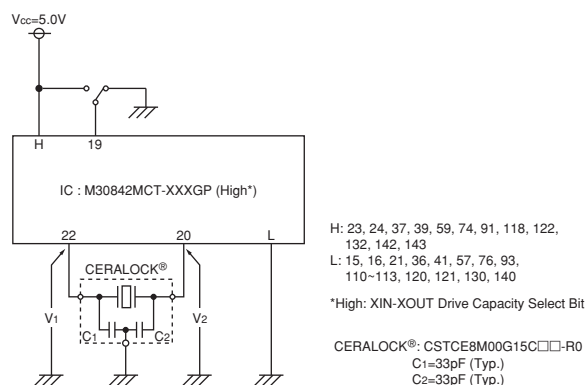 Vcc=5.0V
H
19
IC : M30842MCT-XXXGP (High*)
22
20
L
CERALOCK®
V1
C1
C2
V2
H: 23, 24, 37, 39, 59, 74, 91, 118, 122,
132, 142, 143
L: 15, 16, 21, 36, 41, 57, 76, 93,
110~113, 120, 121, 130, 140
*High: XIN-XOUT Drive Capacity Select Bit
CERALOCK®: CSTCE8M00G15C□□-R0
C1=33pF (Typ.)
C2=33pF (Typ.)